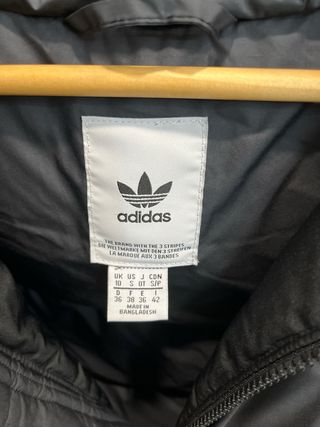 adidas
THE BRAND WITH THE 3 STRIPES
DIE WELTMARKE MIT DEN 3 STREIFEN
LA MARQUE AUX 3 BANDES
UK US J CDN
10 S OT S/P
D F E I
36 38 36 42
MADE IN
BANGLADESH